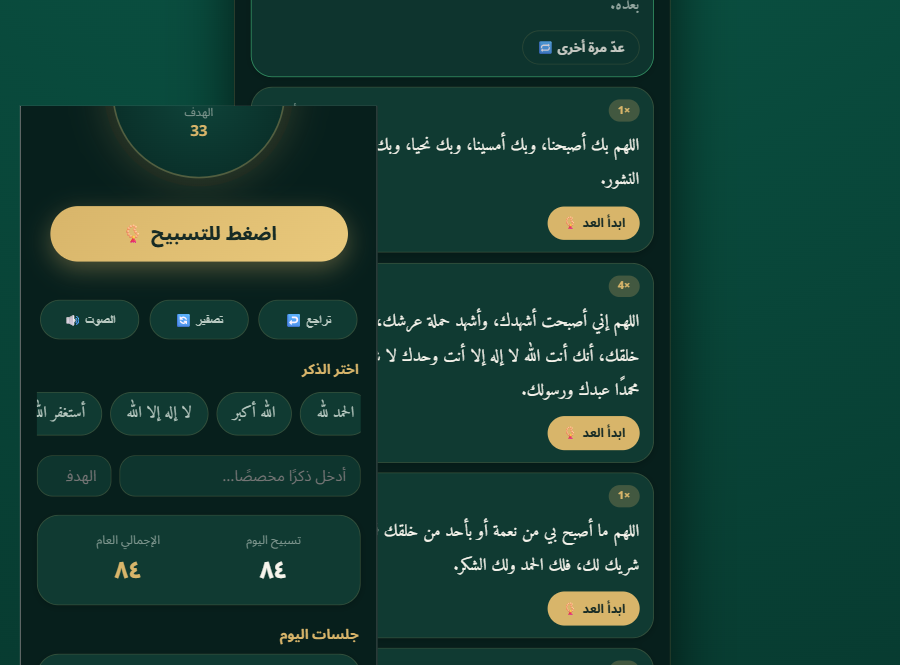 بعده.
عدّ مرة أخرى
1×
اللهم بك أصبحنا، وبك أمسينا، وبك نحيا، وبك
النشور.
ابدأ العد
4×
اللهم إني أصبحت أشهدك، وأشهد حملة عرشك،
خلقك، أنك أنت الله لا إله إلا أنت وحدك لا
محمدًا عبدك ورسولك.
ابدأ العد
1×
اللهم ما أصبح بي من نعمة أو بأحد من خلقك
شريك لك، فلك الحمد ولك الشكر.
ابدأ العد
الهدف
33
اضغط للتسبيح
تراجع
تصفير
الصوت
اختر الذكر
الحمد لله
الله أكبر
لا إله إلا الله
أستغفر الله
أدخل ذكرًا مخصصًا...
الهدف
تسبيح اليوم
٨٤
الإجمالي العام
٨٤
جلسات اليوم